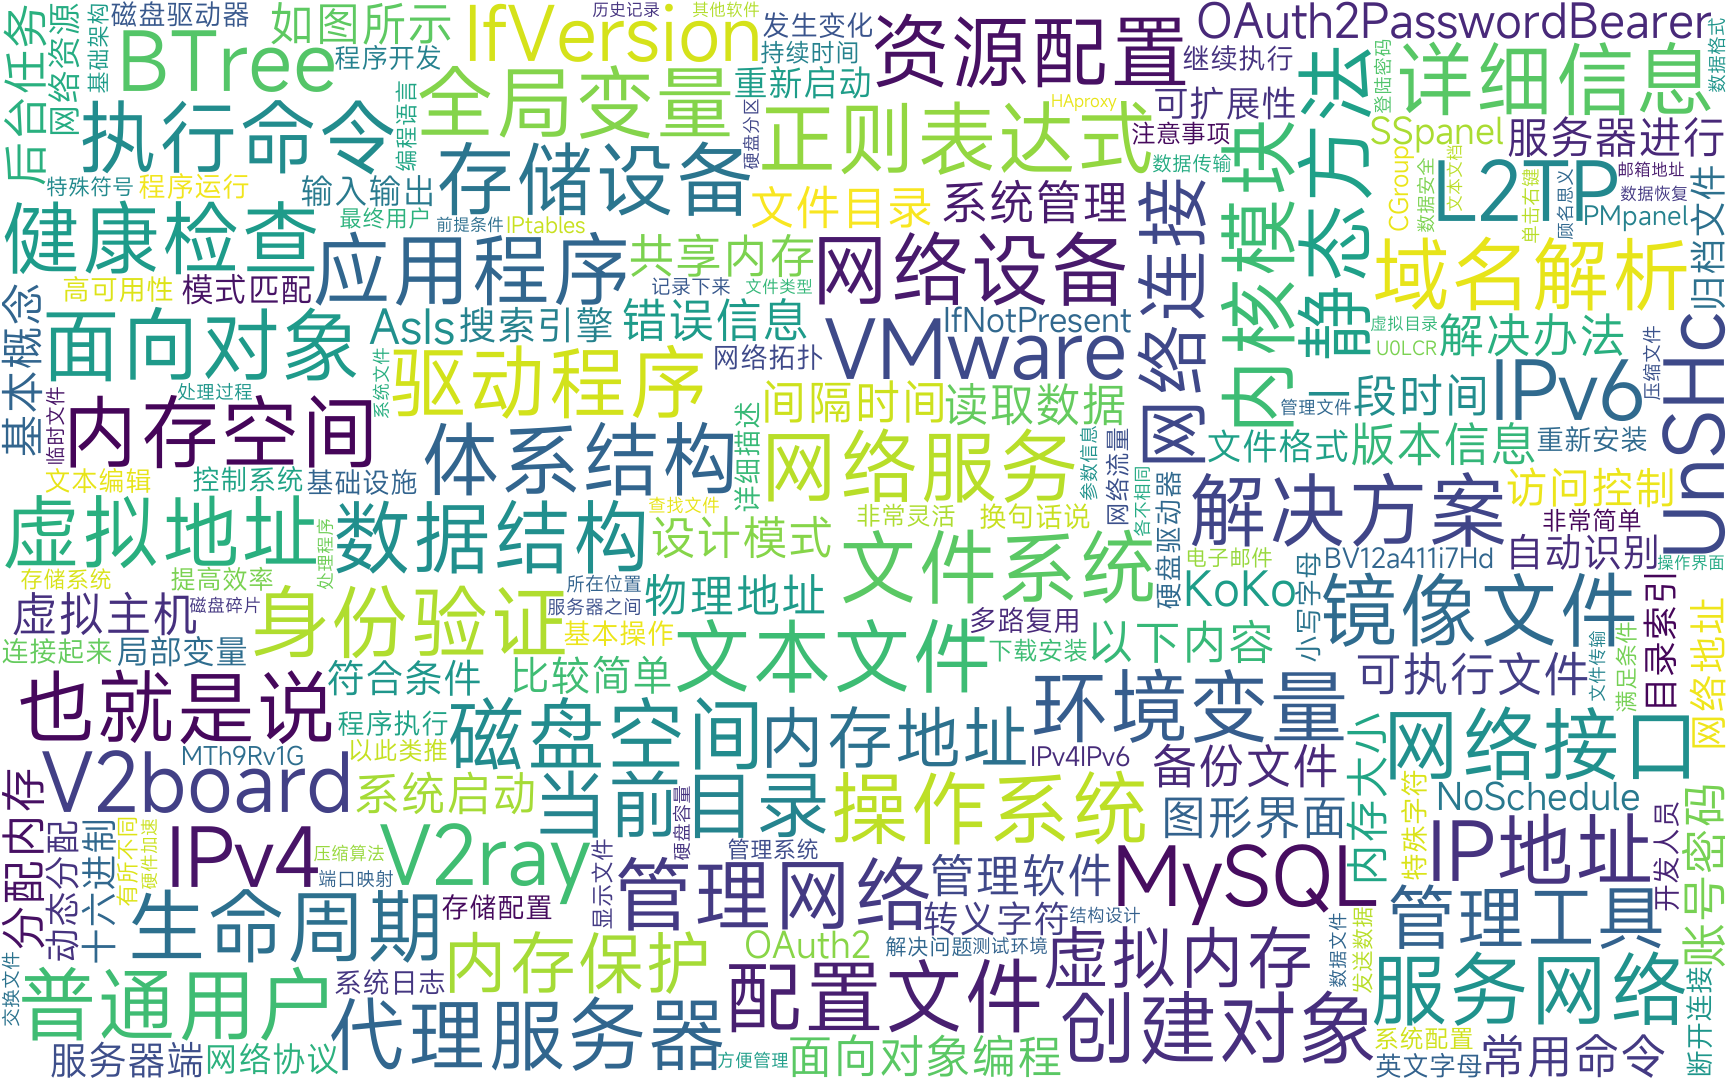 磁盘驱动器
如图所示
IfVersion
历史记录
其他软件
发生变化
资源配置
OAuth2PasswordBearer
后台任务
网络资源
基础架构
BTree
程序开发
持续时间
继续执行
静态方法
登陆密码
详细信息
数据格式
执行命令
编程语言
全局变量
重新启动
硬盘分区
正则表达式
HAproxy
可扩展性
注意事项
数据传输
内核模块
SSpanel
服务器进行
特殊符号
程序运行
输入输出
存储设备
文件目录
系统管理
网络连接
CGroup
数据安全
文本文档
L2TP
邮箱地址
数据恢复
单击右键
顾名思义
PMpanel
归档文件
健康检查
最终用户
前提条件
IPtables
应用程序
共享内存
网络设备
域名解析
高可用性
模式匹配
记录下来
文件类型
基本概念
面向对象
AsIs
搜索引擎
错误信息
VMware
IfNotPresent
虚拟目录
U0LCR
解决办法
UnSHc
系统文件
驱动程序
网络拓扑
压缩文件
处理过程
临时文件
内存空间
间隔时间
读取数据
一段时间
IPv6
管理文件
体系结构
详细描述
网络服务
参数信息
网络流量
文件格式
版本信息
重新安装
文本编辑
控制系统
基础设施
各不相同
硬盘驱动器
解决方案
访问控制
虚拟地址
数据结构
查找文件
设计模式
非常灵活
换句话说
文件系统
非常简单
处理程序
电子邮件
BV12a411i7Hd
自动识别
操作界面
存储系统
提高效率
所在位置
物理地址
KoKo
小写字母
镜像文件
目录索引
虚拟主机
磁盘碎片
身份验证
服务器之间
基本操作
文本文件
多路复用
以下内容
网络地址
连接起来
局部变量
符合条件
比较简单
下载安装
可执行文件
文件传输
满足条件
也就是说
程序执行
磁盘空间
内存地址
环境变量
网络接口
V2board
MTh9Rv1G
以此类推
IPv4IPv6
备份文件
内存大小
分配内存
系统启动
当前目录
硬盘容量
操作系统
图形界面
特殊字符
NoSchedule
账号密码
动态分配
十六进制
有所不同
硬件加速
IPv4
压缩算法
端口映射
V2ray
管理系统
显示文件
管理网络
管理软件
MySQL
IP地址
开发人员
生命周期
存储配置
转义字符
结构设计
管理工具
交换文件
普通用户
系统日志
内存保护
OAuth2
解决问题
测试环境
虚拟内存
数据文件
发送数据
服务网络
断开连接
代理服务器
配置文件
创建对象
服务器端
网络协议
方便管理
面向对象编程
系统配置
英文字母
常用命令